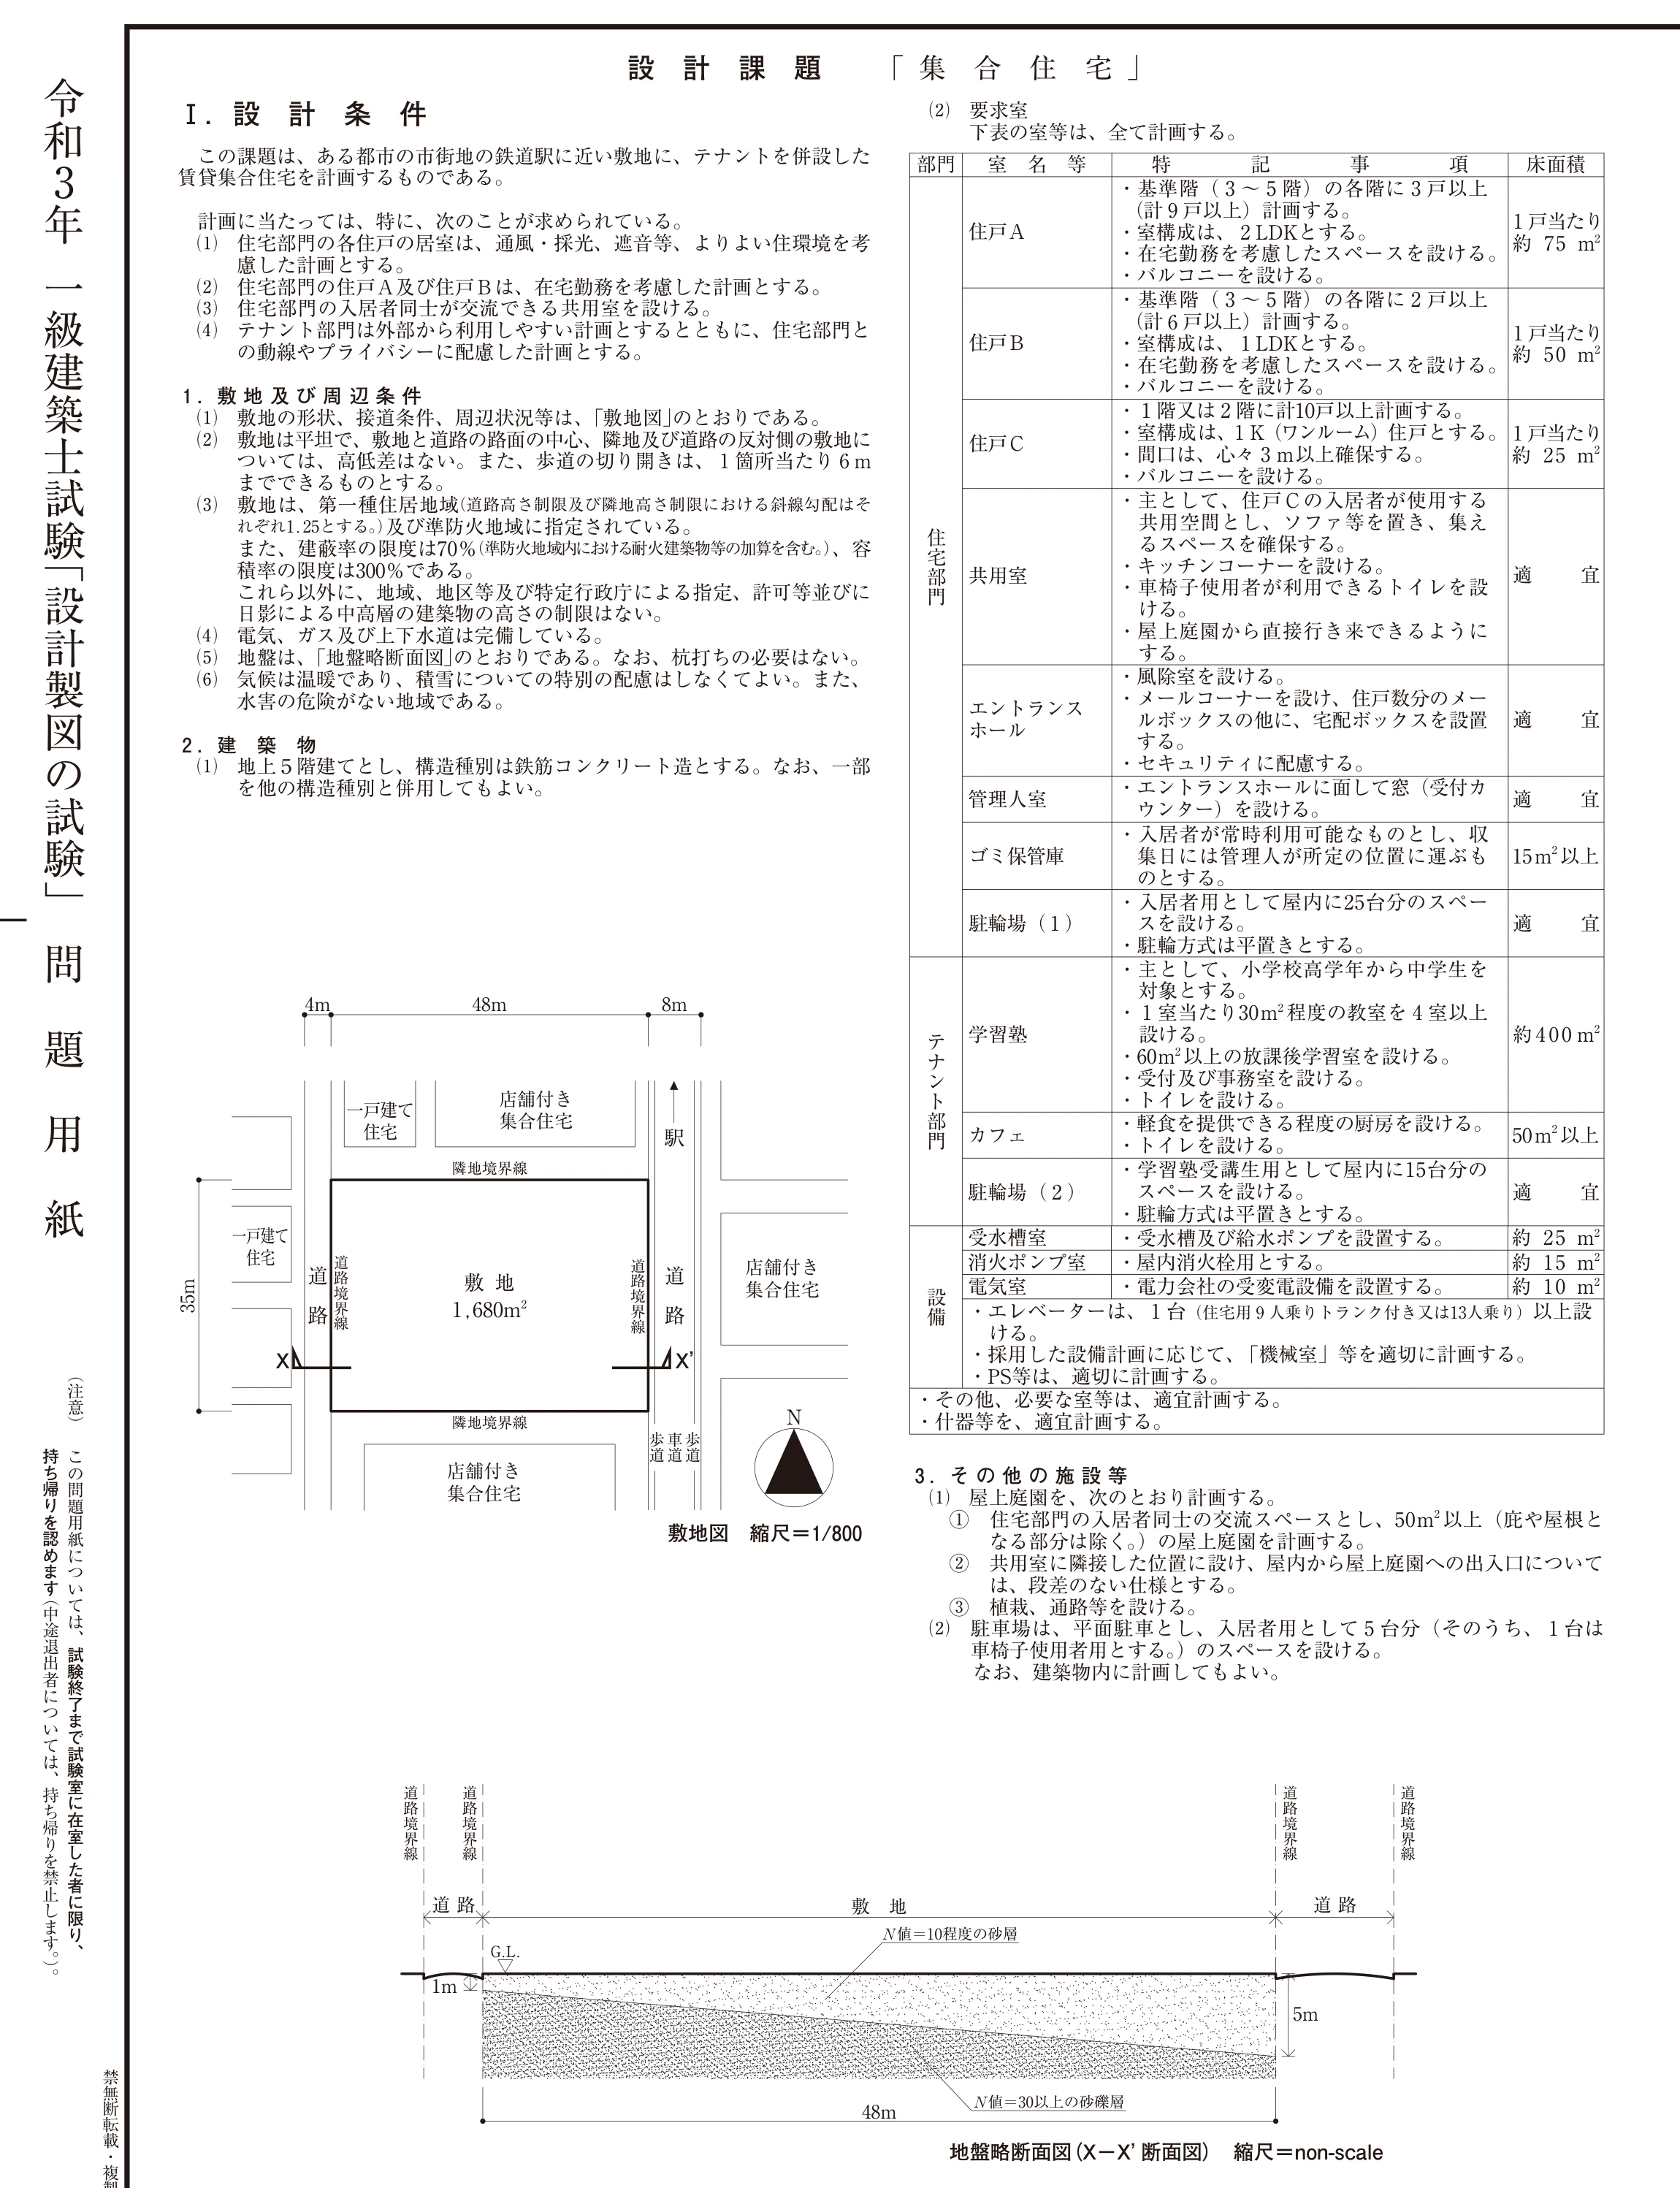 令和３年 一級建築士試験「設計製図の試験」 問題用紙
(注意) この問題用紙については、試験終了まで試験室に在室した者に限り、
持ち帰りを認めます(中途退出者については、持ち帰りを禁止します。)。
禁無断転載・複製
設計課題 「集合住宅」
Ⅰ．設計条件
この課題は、ある都市の市街地の鉄道駅に近い敷地に、テナントを併設した
賃貸集合住宅を計画するものである。
計画に当たっては、特に、次のことが求められている。
(1) 住宅部門の各住戸の居室は、通風・採光、遮音等、よりよい住環境を考
慮した計画とする。
(2) 住宅部門の住戸Ａ及び住戸Ｂは、在宅勤務を考慮した計画とする。
(3) 住宅部門の入居者同士が交流できる共用室を設ける。
(4) テナント部門は外部から利用しやすい計画とするとともに、住宅部門と
の動線やプライバシーに配慮した計画とする。
1. 敷地及び周辺条件
(1) 敷地の形状、接道条件、周辺状況等は、「敷地図」のとおりである。
(2) 敷地は平坦で、敷地と道路の路面の中心、隣地及び道路の反対側の敷地に
ついては、高低差はない。また、歩道の切り開きは、１箇所当たり６ｍ
までできるものとする。
(3) 敷地は、第一種住居地域(道路高さ制限及び隣地高さ制限における斜線勾配はそ
れぞれ1.25とする。)及び準防火地域に指定されている。
また、建蔽率の限度は70％(準防火地域内における耐火建築物等の加算を含む。)、容
積率の限度は300％である。
これら以外に、地域、地区等及び特定行政庁による指定、許可等並びに
日影による中高層の建築物の高さの制限はない。
(4) 電気、ガス及び上下水道は完備している。
(5) 地盤は、「地盤略断面図」のとおりである。なお、杭打ちの必要はない。
(6) 気候は温暖であり、積雪についての特別の配慮はしなくてよい。また、
水害の危険がない地域である。
2. 建築物
(1) 地上５階建てとし、構造種別は鉄筋コンクリート造とする。なお、一部
を他の構造種別と併用してもよい。
4m 48m 8m
一戸建て
住宅
店舗付き
集合住宅
駅
隣地境界線
一戸建て
住宅
35m
道路
道路境界線
敷 地
1,680m²
道路境界線
道路
店舗付き
集合住宅
X X'
隣地境界線
歩道 車道 歩道
店舗付き
集合住宅
N
敷地図 縮尺＝1/800
(2) 要求室
下表の室等は、全て計画する。
部門 室名等 特記事項 床面積
住宅部門
住戸Ａ
・基準階（３～５階）の各階に３戸以上
(計９戸以上）計画する。
・室構成は、２LDKとする。
・在宅勤務を考慮したスペースを設ける。
・バルコニーを設ける。
１戸当たり
約 75 m²
住戸Ｂ
・基準階（３～５階）の各階に２戸以上
(計６戸以上）計画する。
・室構成は、１LDKとする。
・在宅勤務を考慮したスペースを設ける。
・バルコニーを設ける。
１戸当たり
約 50 m²
住戸Ｃ
・１階又は２階に計10戸以上計画する。
・室構成は、1Ｋ（ワンルーム）住戸とする。
・間口は、心々３ｍ以上確保する。
・バルコニーを設ける。
１戸当たり
約 25 m²
共用室
・主として、住戸Ｃの入居者が使用する
共用空間とし、ソファ等を置き、集え
るスペースを確保する。
・キッチンコーナーを設ける。
・車椅子使用者が利用できるトイレを設
ける。
・屋上庭園から直接行き来できるように
する。
適 宜
エントランス
ホール
・風除室を設ける。
・メールコーナーを設け、住戸数分のメー
ルボックスの他に、宅配ボックスを設置
する。
・セキュリティに配慮する。
適 宜
管理人室
・エントランスホールに面して窓（受付カ
ウンター）を設ける。
適 宜
ゴミ保管庫
・入居者が常時利用可能なものとし、収
集日には管理人が所定の位置に運ぶも
のとする。
15m²以上
駐輪場（１）
・入居者用として屋内に25台分のスペー
スを設ける。
・駐輪方式は平置きとする。
適 宜
テナント部門
学習塾
・主として、小学校高学年から中学生を
対象とする。
・１室当たり30m²程度の教室を４室以上
設ける。
・60m²以上の放課後学習室を設ける。
・受付及び事務室を設ける。
・トイレを設ける。
約400m²
カフェ
・軽食を提供できる程度の厨房を設ける。
・トイレを設ける。
50m²以上
駐輪場（２）
・学習塾受講生用として屋内に15台分の
スペースを設ける。
・駐輪方式は平置きとする。
適 宜
設備
受水槽室 ・受水槽及び給水ポンプを設置する。 約 25 m²
消火ポンプ室 ・屋内消火栓用とする。 約 15 m²
電気室 ・電力会社の受変電設備を設置する。 約 10 m²
・エレベーターは、１台（住宅用９人乗りトランク付き又は13人乗り）以上設
ける。
・採用した設備計画に応じて、「機械室」等を適切に計画する。
・PS等は、適切に計画する。
・その他、必要な室等は、適宜計画する。
・什器等を、適宜計画する。
3. その他の施設等
(1) 屋上庭園を、次のとおり計画する。
① 住宅部門の入居者同士の交流スペースとし、50m²以上（庇や屋根と
なる部分は除く。）の屋上庭園を計画する。
② 共用室に隣接した位置に設け、屋内から屋上庭園への出入口について
は、段差のない仕様とする。
③ 植栽、通路等を設ける。
(2) 駐車場は、平面駐車とし、入居者用として５台分（そのうち、１台は
車椅子使用者用とする。）のスペースを設ける。
なお、建築物内に計画してもよい。
道路境界線 道路境界線 道路境界線 道路境界線
道路 敷 地 道路
N値＝10程度の砂層
G.L.
1m
5m
N値＝30以上の砂礫層
48m
地盤略断面図(X－X'断面図) 縮尺＝non-scale